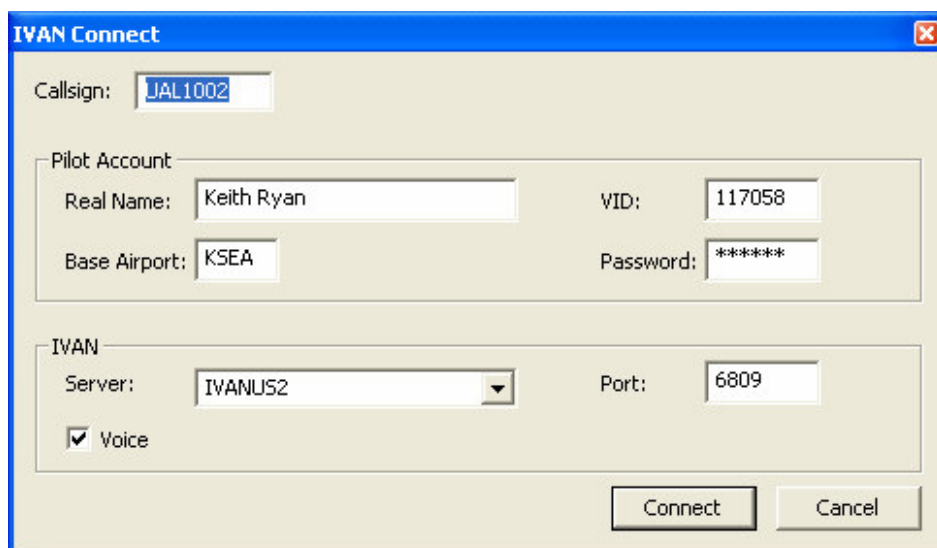 IVAN Connect
Callsign: UAL1002
Pilot Account
Real Name: Keith Ryan VID: 117058
Base Airport: KSEA Password: ******
IVAN
Server: IVANUS2 Port: 6809
Voice
Connect Cancel